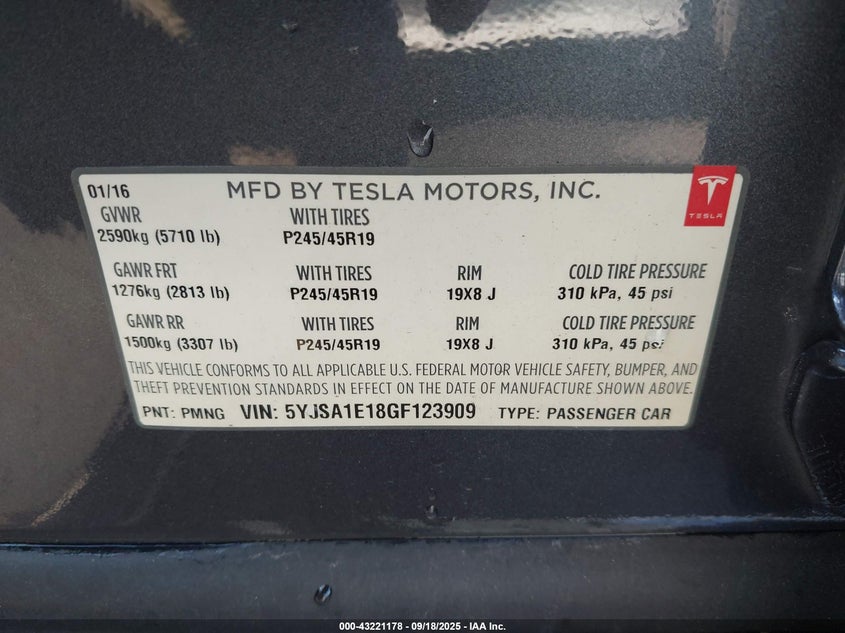 01/16 MFD BY TESLA MOTORS, INC.
TESLA
GVWR WITH TIRES
2590kg (5710 lb) P245/45R19
GAWR FRT WITH TIRES RIM COLD TIRE PRESSURE
1276kg (2813 lb) P245/45R19 19X8 J 310 kPa, 45 psi
GAWR RR WITH TIRES RIM COLD TIRE PRESSURE
1500kg (3307 lb) P245/45R19 19X8 J 310 kPa, 45 psi
THIS VEHICLE CONFORMS TO ALL APPLICABLE U.S. FEDERAL MOTOR VEHICLE SAFETY, BUMPER, AND
THEFT PREVENTION STANDARDS IN EFFECT ON THE DATE OF MANUFACTURE SHOWN ABOVE.
PNT: PMNG VIN: 5YJSA1E18GF123909 TYPE: PASSENGER CAR
000-43221178 - 09/18/2025 - IAA Inc.